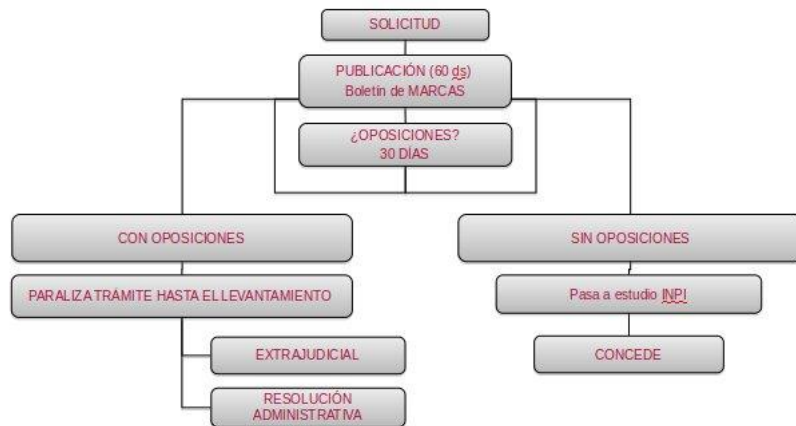 SOLICITUD
PUBLICACIÓN (60 ds)
Boletín de MARCAS
¿OPOSICIONES?
30 DÍAS
CON OPOSICIONES
SIN OPOSICIONES
PARALIZA TRÁMITE HASTA EL LEVANTAMIENTO
Pasa a estudio INPI
EXTRAJUDICIAL
CONCEDE
RESOLUCIÓN
ADMINISTRATIVA